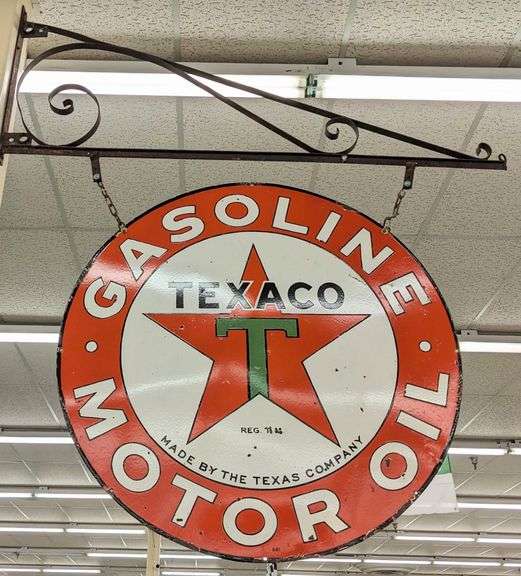 GASOLINE
TEXACO
T
REG. T.M.
MADE BY THE TEXAS COMPANY
• MOTOR OIL •